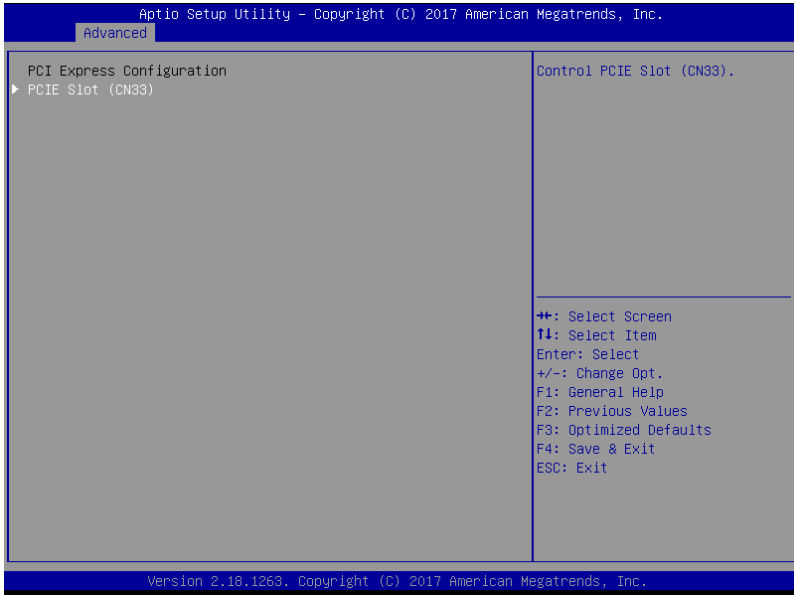 Aptio Setup Utility – Copyright (C) 2017 American Megatrends, Inc.
Advanced
PCI Express Configuration
PCIE Slot (CN33)
Control PCIE Slot (CN33).
→←: Select Screen
↑↓: Select Item
Enter: Select
+/-: Change Opt.
F1: General Help
F2: Previous Values
F3: Optimized Defaults
F4: Save & Exit
ESC: Exit
Version 2.18.1263. Copyright (C) 2017 American Megatrends, Inc.